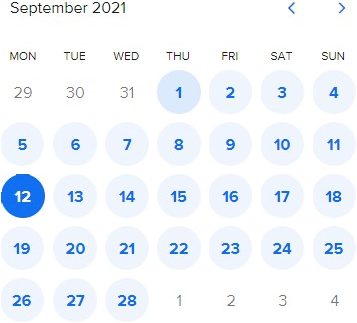 September 2021
MON TUE WED THU FRI SAT SUN
29 30 31 1 2 3 4
5 6 7 8 9 10 11
12 13 14 15 16 17 18
19 20 21 22 23 24 25
26 27 28 1 2 3 4